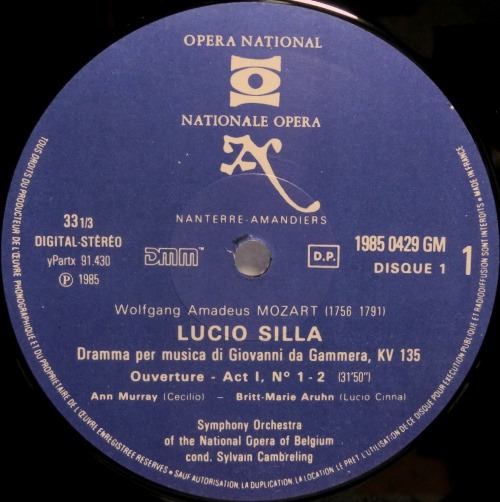 OPERA NATIONAL
NATIONALE OPERA
NANTERRE-AMANDIERS
33 1/3
DIGITAL-STÉRÉO
yPartx 91.430
Ⓟ 1985
DMM™
D.P.
1985 0429 GM
DISQUE 1
1
Wolfgang Amadeus MOZART (1756 1791)
LUCIO SILLA
Dramma per musica di Giovanni da Gammera, KV 135
Ouverture - Act I, Nº 1 - 2 (31'50")
Ann Murray (Cecilio) – Britt-Marie Aruhn (Lucio Cinna)
Symphony Orchestra
of the National Opera of Belgium
cond. Sylvain Cambreling
TOUS DROITS DU PRODUCTEUR DE L'ŒUVRE PHONOGRAPHIQUE ET DU PROPRIETAIRE DE L'ŒUVRE ENREGISTREE RESERVES • SAUF AUTORISATION, LA DUPLICATION, LA LOCATION, LE PRET, L'UTILISATION DE CE DISQUE POUR EXECUTION PUBLIQUE ET RADIODIFFUSION SONT INTERDITS • MADE IN FRANCE